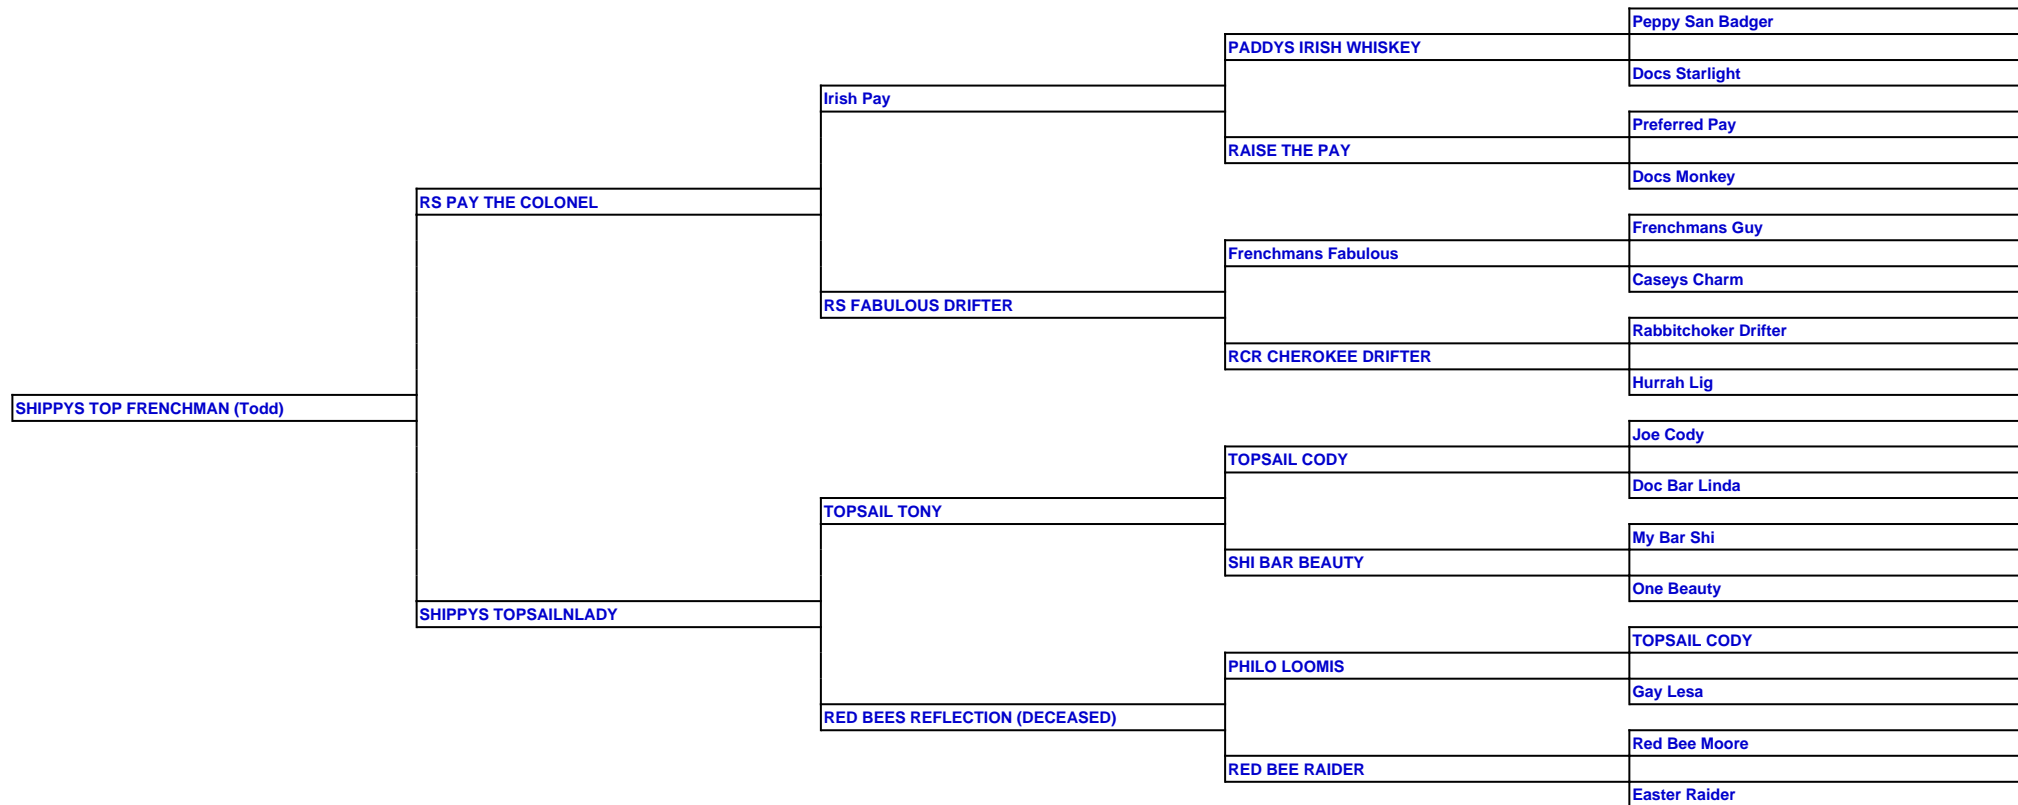 Peppy San Badger
PADDYS IRISH WHISKEY
Docs Starlight
Irish Pay
Preferred Pay
RAISE THE PAY
Docs Monkey
RS PAY THE COLONEL
Frenchmans Guy
Frenchmans Fabulous
Caseys Charm
RS FABULOUS DRIFTER
Rabbitchoker Drifter
RCR CHEROKEE DRIFTER
Hurrah Lig
SHIPPYS TOP FRENCHMAN (Todd)
Joe Cody
TOPSAIL CODY
Doc Bar Linda
TOPSAIL TONY
My Bar Shi
SHI BAR BEAUTY
One Beauty
SHIPPYS TOPSAILNLADY
TOPSAIL CODY
PHILO LOOMIS
Gay Lesa
RED BEES REFLECTION (DECEASED)
Red Bee Moore
RED BEE RAIDER
Easter Raider